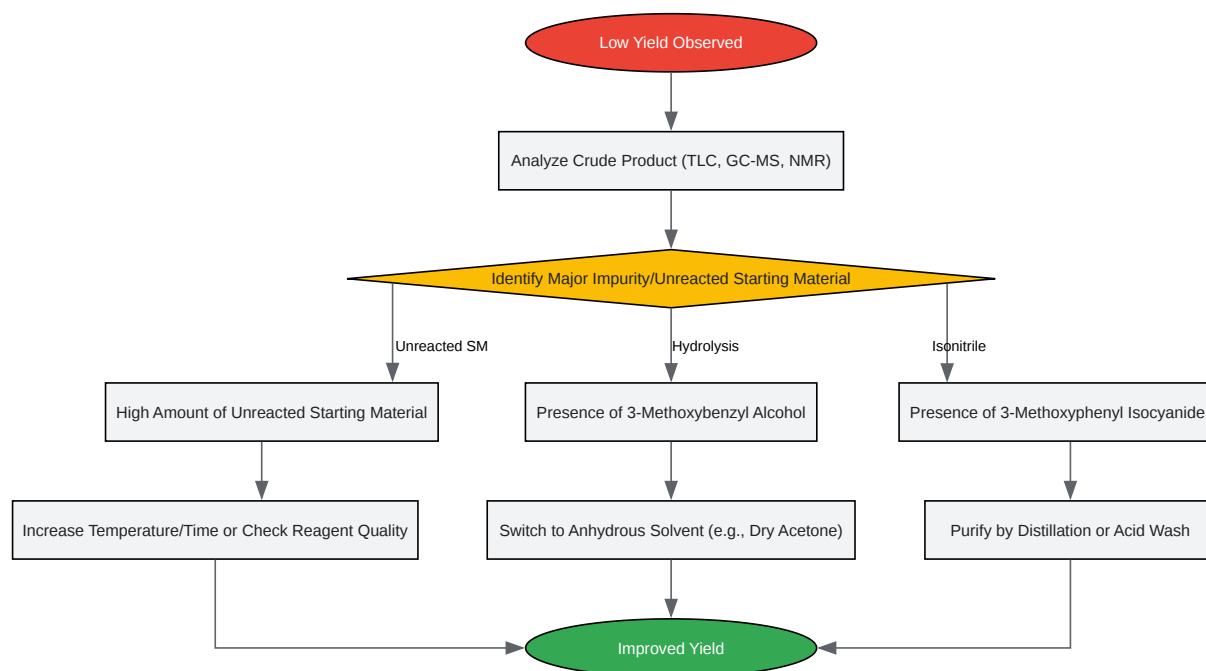 Low Yield Observed
Analyze Crude Product (TLC, GC-MS, NMR)
Identify Major Impurity/Unreacted Starting Material
Unreacted SM
Hydrolysis
Isonitrile
High Amount of Unreacted Starting Material
Presence of 3-Methoxybenzyl Alcohol
Presence of 3-Methoxyphenyl Isocyanide
Increase Temperature/Time or Check Reagent Quality
Switch to Anhydrous Solvent (e.g., Dry Acetone)
Purify by Distillation or Acid Wash
Improved Yield